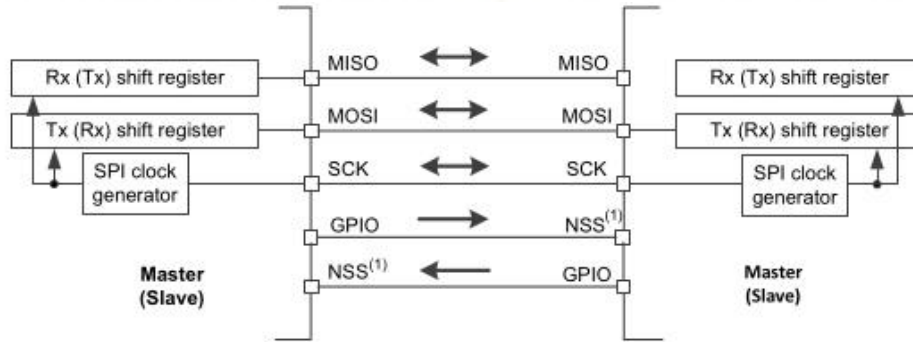 MISO MISO
Rx (Tx) shift register Rx (Tx) shift register
MOSI MOSI
Tx (Rx) shift register Tx (Rx) shift register
SPI clock generator SCK SCK SPI clock generator
GPIO NSS(1)
NSS(1) GPIO
Master Master
(Slave) (Slave)